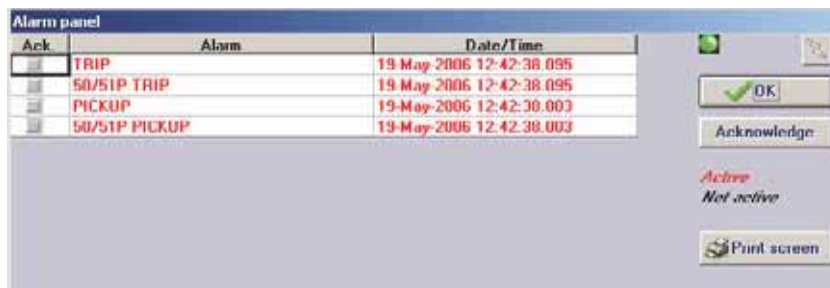 Alarm panel
Ack Alarm Date/Time
TRIP 19-May-2006 12:42:38.095
50/51P TRIP 19-May-2006 12:42:38.095
PICKUP 19-May-2006 12:42:38.003
50/51P PICKUP 19-May-2006 12:42:38.003
OK
Acknowledge
Active
Not active
Print screen